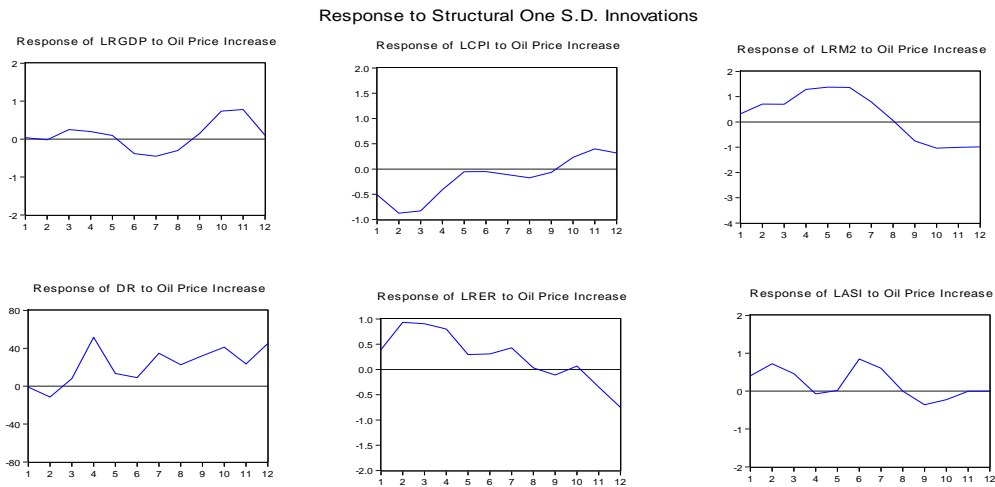 Response to Structural One S.D. Innovations
Response of LRGDP to Oil Price Increase
2
1
0
-1
-2
1 2 3 4 5 6 7 8 9 10 11 12
Response of LCPI to Oil Price Increase
2.0
1.5
1.0
0.5
0.0
-0.5
-1.0
1 2 3 4 5 6 7 8 9 10 11 12
Response of LRM2 to Oil Price Increase
2
1
0
-1
-2
-3
-4
1 2 3 4 5 6 7 8 9 10 11 12
Response of DR to Oil Price Increase
80
40
0
-40
-80
1 2 3 4 5 6 7 8 9 10 11 12
Response of LRER to Oil Price Increase
1.0
0.5
0.0
-0.5
-1.0
-1.5
-2.0
1 2 3 4 5 6 7 8 9 10 11 12
Response of LASI to Oil Price Increase
2
1
0
-1
-2
1 2 3 4 5 6 7 8 9 10 11 12